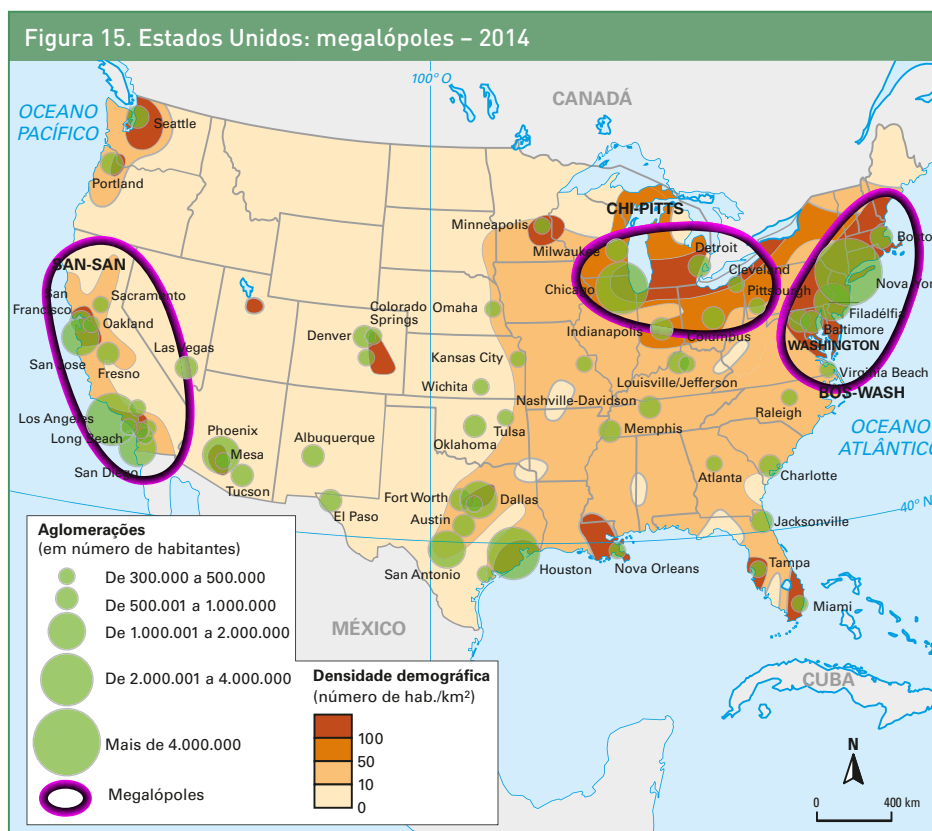 Figura 15. Estados Unidos: megalópoles – 2014
100° O
CANADÁ
OCEANO
PACÍFICO
Seattle
Portland
Minneapolis
CHI-PITTS
Milwaukee
Detroit
Boston
Cleveland
Chicago
Pittsburgh
Nova York
SAN-SAN
San
Francisco
Sacramento
Oakland
Colorado
Springs
Omaha
Denver
Indianapolis
Columbus
Filadélfia
Baltimore
WASHINGTON
San Jose
Fresno
Las Vegas
Kansas City
Virginia Beach
Wichita
Louisville/Jefferson
BOS-WASH
Nashville-Davidson
Raleigh
Los Angeles
Long Beach
San Diego
Phoenix
Mesa
Tucson
Albuquerque
Oklahoma
Tulsa
Memphis
OCEANO
ATLÂNTICO
Atlanta
Charlotte
El Paso
Fort Worth
Dallas
Austin
40° N
Jacksonville
San Antonio
Houston
Nova Orleans
Tampa
Miami
MÉXICO
CUBA
Aglomerações
(em número de habitantes)
De 300.000 a 500.000
De 500.001 a 1.000.000
De 1.000.001 a 2.000.000
De 2.000.001 a 4.000.000
Mais de 4.000.000
Megalópoles
Densidade demográfica
(número de hab./km²)
100
50
10
0
N
0 400 km